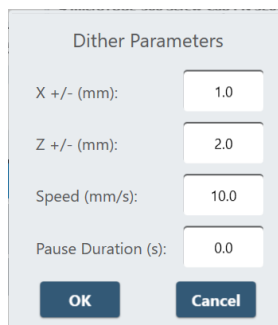 Dither Parameters
X +/- (mm): 1.0
Z +/- (mm): 2.0
Speed (mm/s): 10.0
Pause Duration (s): 0.0
OK Cancel